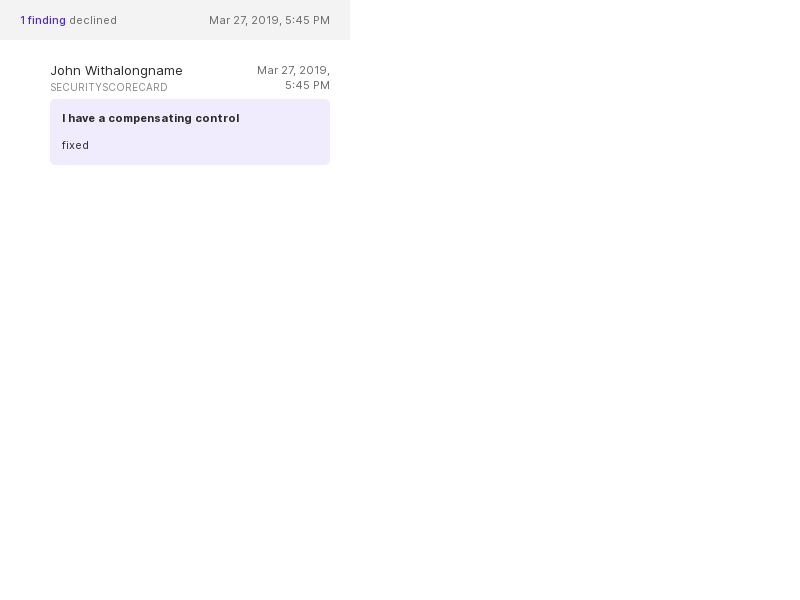 1 finding declined Mar 27, 2019, 5:45 PM
John Withalongname Mar 27, 2019,
SECURITYSCORECARD 5:45 PM
I have a compensating control
fixed